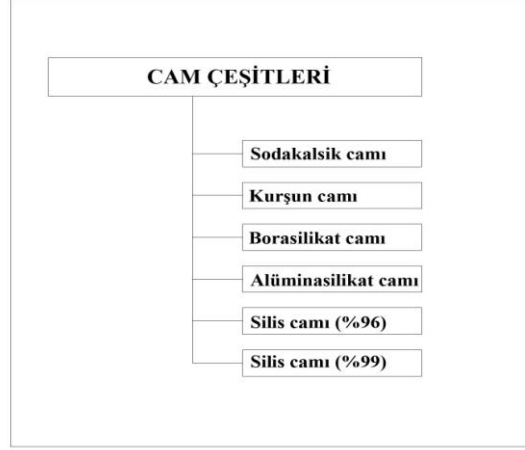 CAM ÇEŞİTLERİ
Sodakalsik camı
Kurşun camı
Borasilikat camı
Alüminasilikat camı
Silis camı (%96)
Silis camı (%99)